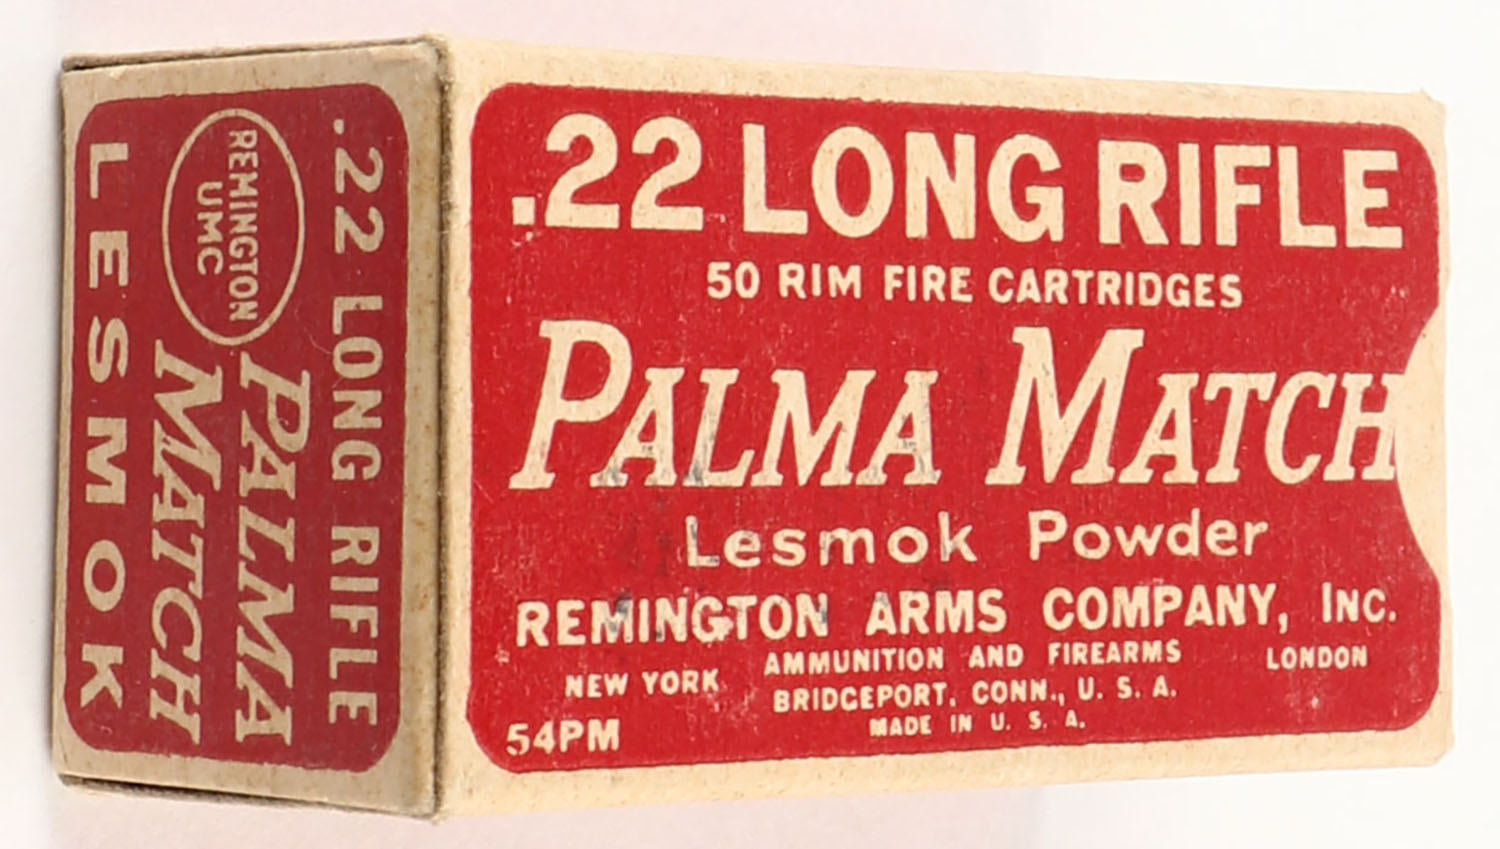 .22 LONG RIFLE
REMINGTON
UMC
PALMA
MATCH
LESMOK
.22 LONG RIFLE
50 RIM FIRE CARTRIDGES
PALMA MATCH
Lesmok Powder
REMINGTON ARMS COMPANY, INC.
AMMUNITION AND FIREARMS
NEW YORK
LONDON
BRIDGEPORT, CONN., U. S. A.
54PM
MADE IN U. S. A.